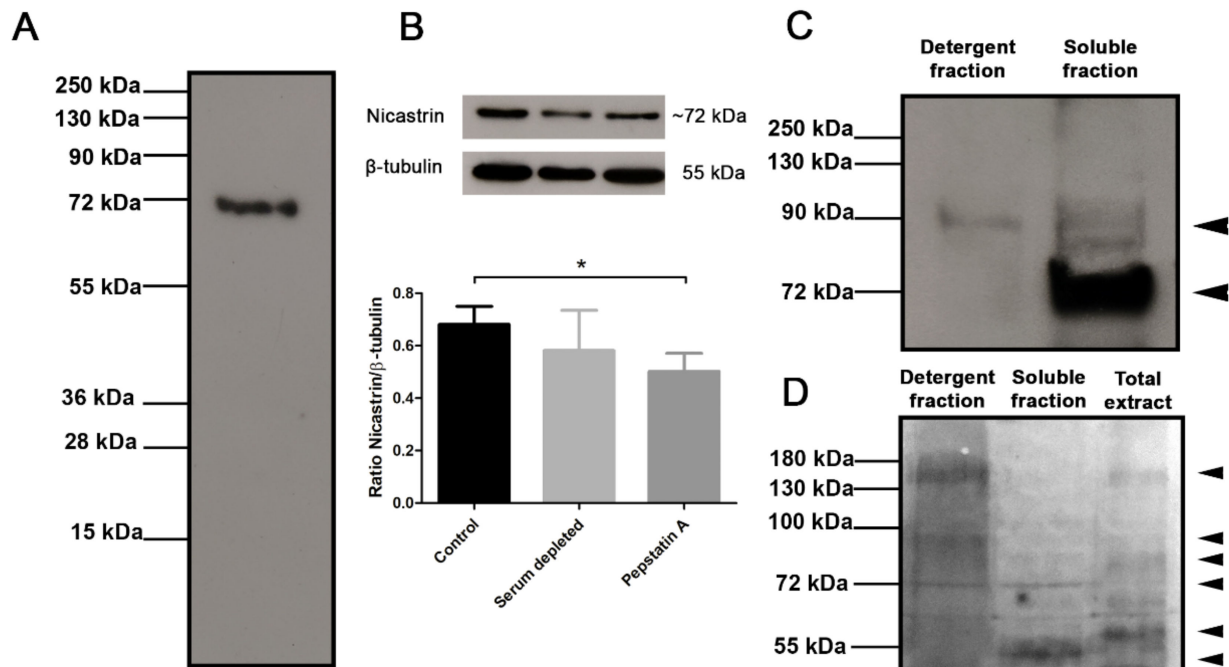 A
250 kDa
130 kDa
90 kDa
72 kDa
55 kDa
36 kDa
28 kDa
15 kDa
B
Nicastrin
~72 kDa
β-tubulin
55 kDa
*
Ratio Nicastrin/β-tubulin
0.8
0.6
0.4
0.2
0.0
Control
Serum depleted
Pepstatin A
C
Detergent fraction
Soluble fraction
250 kDa
130 kDa
90 kDa
72 kDa
D
Detergent fraction
Soluble fraction
Total extract
180 kDa
130 kDa
100 kDa
72 kDa
55 kDa